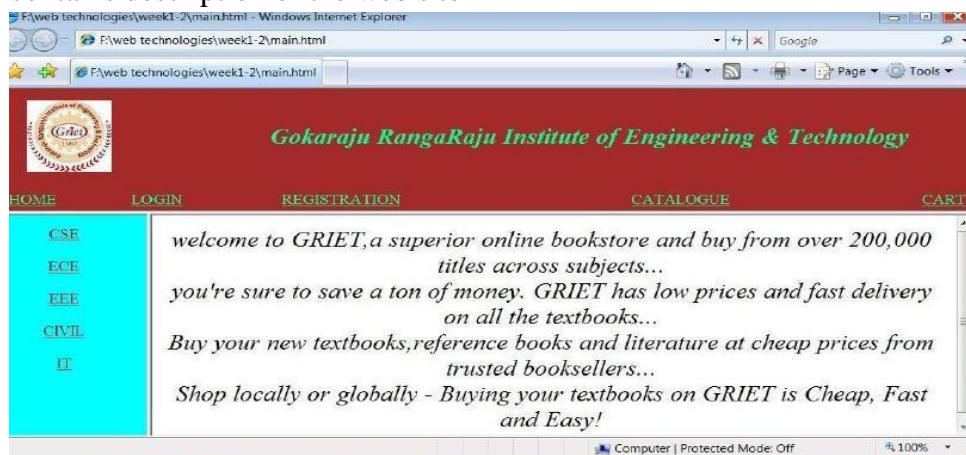 F:\web technologies\week1-2\main.html - Windows Internet Explorer
F:\web technologies\week1-2\main.html
Google
F:\web technologies\week1-2\main.html
Page
Tools
Griet
Gokaraju RangaRaju Institute of Engineering & Technology
HOME LOGIN REGISTRATION CATALOGUE CART
CSE
ECE
EEE
CIVIL
IT
welcome to GRIET,a superior online bookstore and buy from over 200,000
titles across subjects...
you're sure to save a ton of money. GRIET has low prices and fast delivery
on all the textbooks...
Buy your new textbooks,reference books and literature at cheap prices from
trusted booksellers...
Shop locally or globally - Buying your textbooks on GRIET is Cheap, Fast
and Easy!
Computer | Protected Mode: Off
100%